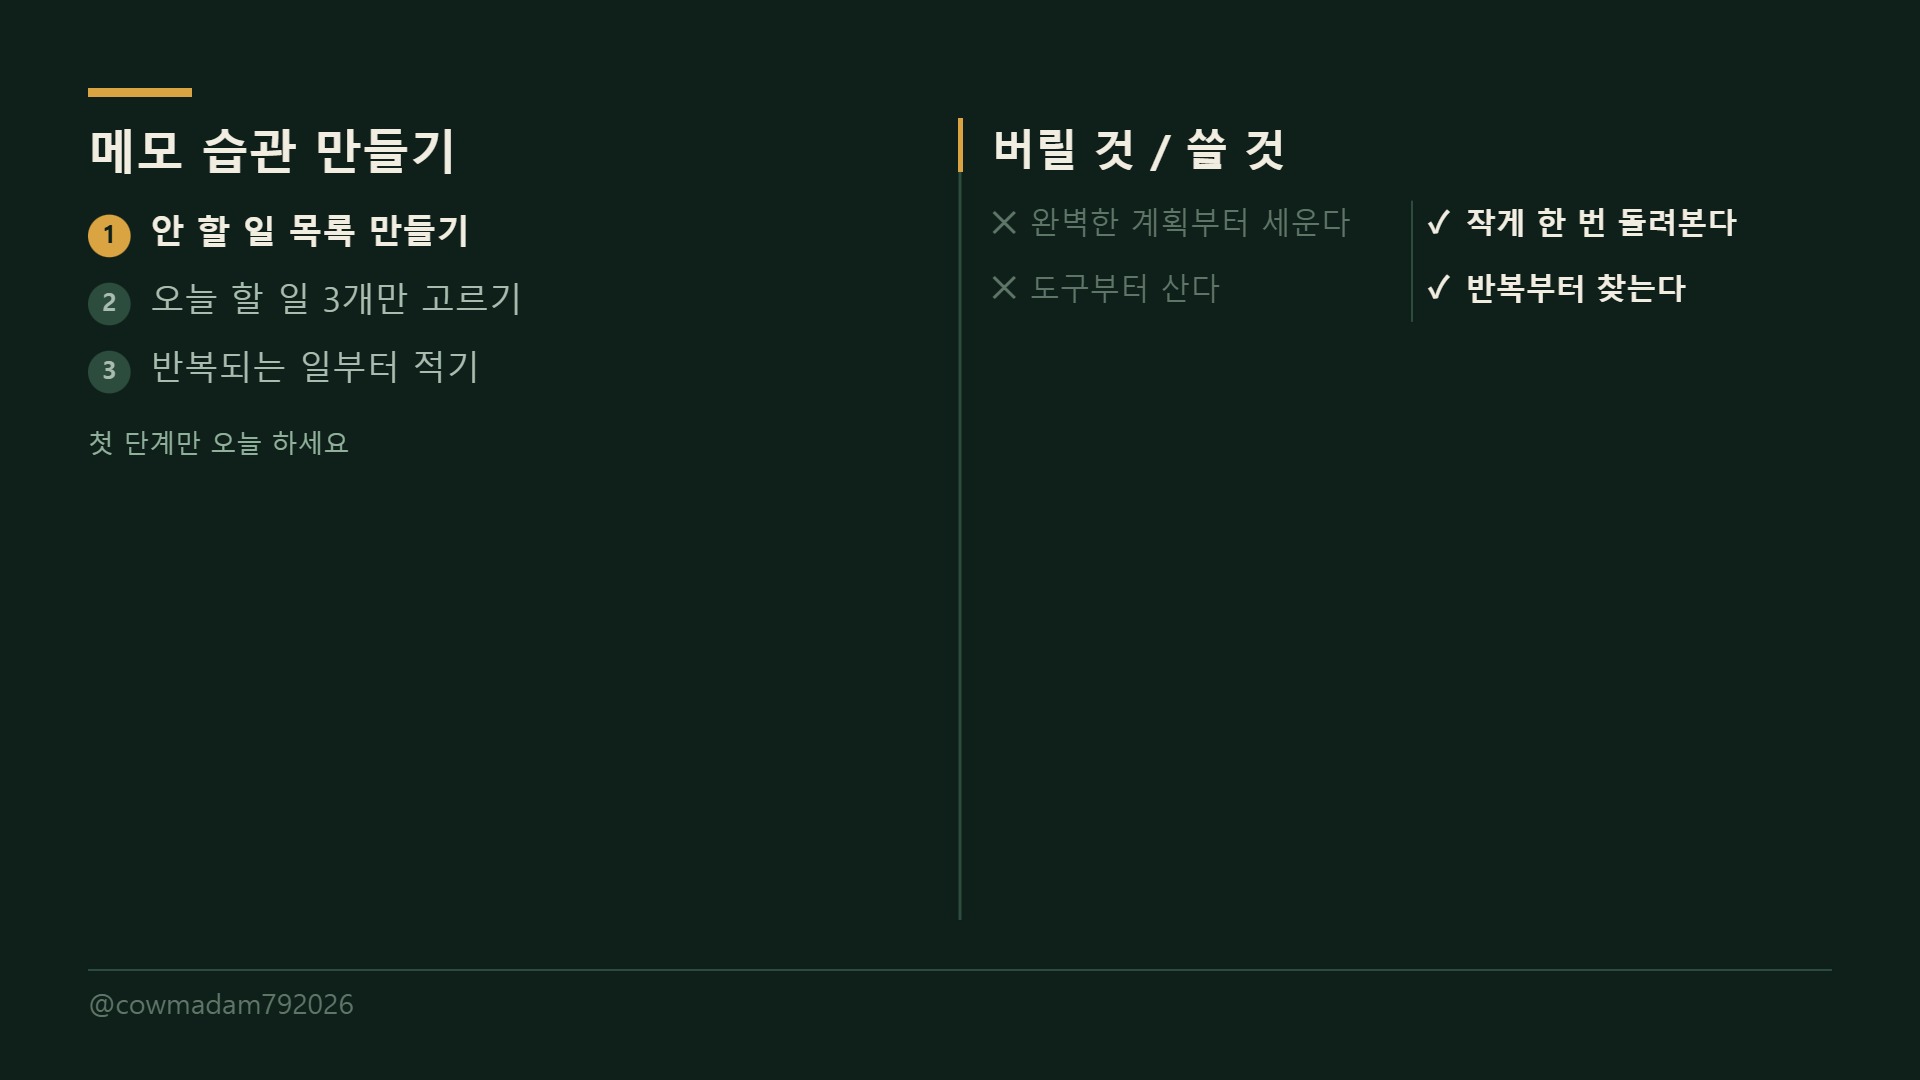 메모 습관 만들기
1 안 할 일 목록 만들기
2 오늘 할 일 3개만 고르기
3 반복되는 일부터 적기
첫 단계만 오늘 하세요
버릴 것 / 쓸 것
✕ 완벽한 계획부터 세운다
✕ 도구부터 산다
✓ 작게 한 번 돌려본다
✓ 반복부터 찾는다
@cowmadam792026